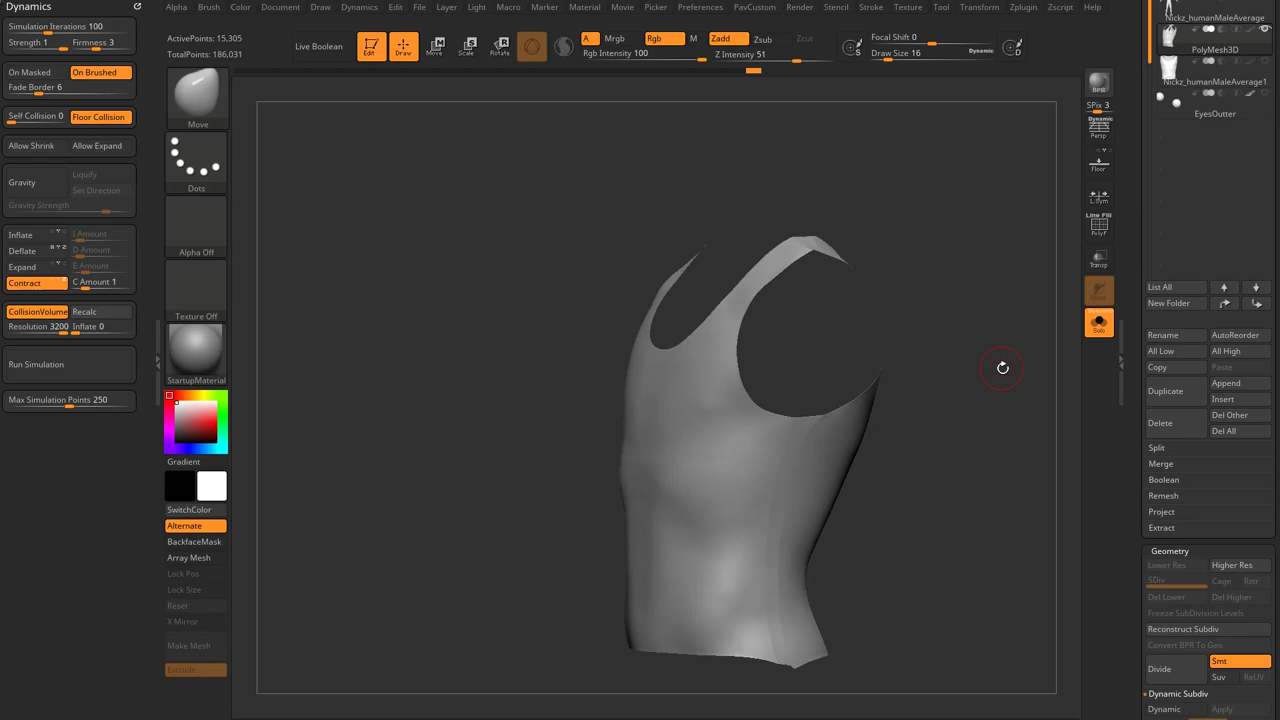 Dynamics
Simulation Iterations 100
Strength 1 Firmness 3
On Masked On Brushed
Fade Border 6
Self Collision 0 Floor Collision
Allow Shrink Allow Expand
Gravity Liquify
Set Direction
Gravity Strength
Inflate I Amount
Deflate D Amount
Expand E Amount
Contract C Amount 1
CollisionVolume Recalc
Resolution 3200 Inflate 0
Run Simulation
Max Simulation Points 250
Alpha Brush Color Document Draw Dynamics Edit File Layer Light Macro Marker Material Movie Picker Preferences PavCustom Render Stencil Stroke Texture Tool Transform Zplugin Zscript Help
ActivePoints: 15,305
TotalPoints: 186,031
Live Boolean
Edit Draw Move Scale Rotate
A Mrgb Rgb M Zadd Zsub Zcut
Rgb Intensity 100 Z Intensity 51
S Focal Shift 0
Draw Size 16 Dynamic D
Move
Dots
Alpha Off
Texture Off
StartupMaterial
Gradient
SwitchColor
Alternate
BackfaceMask
Array Mesh
Lock Pos
Lock Size
Reset
X Mirror
Make Mesh
Extrude
BPR
SPix 3
Dynamic
Persp
Floor
L.Sym
Line Fill
PolyF
Transp
Dynamic
Solo
Nickz_humanMaleAverage
PolyMesh3D
Nickz_humanMaleAverage1
EyesOutter
List All
New Folder
Rename AutoReorder
All Low All High
Copy Paste
Duplicate Append
Insert
Delete Del Other
Del All
Split
Merge
Boolean
Remesh
Project
Extract
Geometry
Lower Res Higher Res
SDiv Cage Rstr
Del Lower Del Higher
Freeze SubDivision Levels
Reconstruct Subdiv
Convert BPR To Geo
Divide Smt
Suv ReUV
Dynamic Subdiv
Dynamic Apply